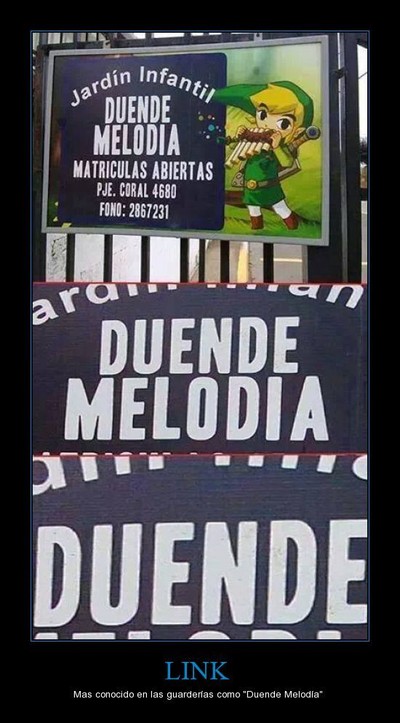 Jardín Infantil
DUENDE
MELODIA
MATRICULAS ABIERTAS
PJE. CORAL 4680
FONO: 2867231
DUENDE
MELODIA
DUENDE
LINK
Mas conocido en las guarderías como "Duende Melodía"